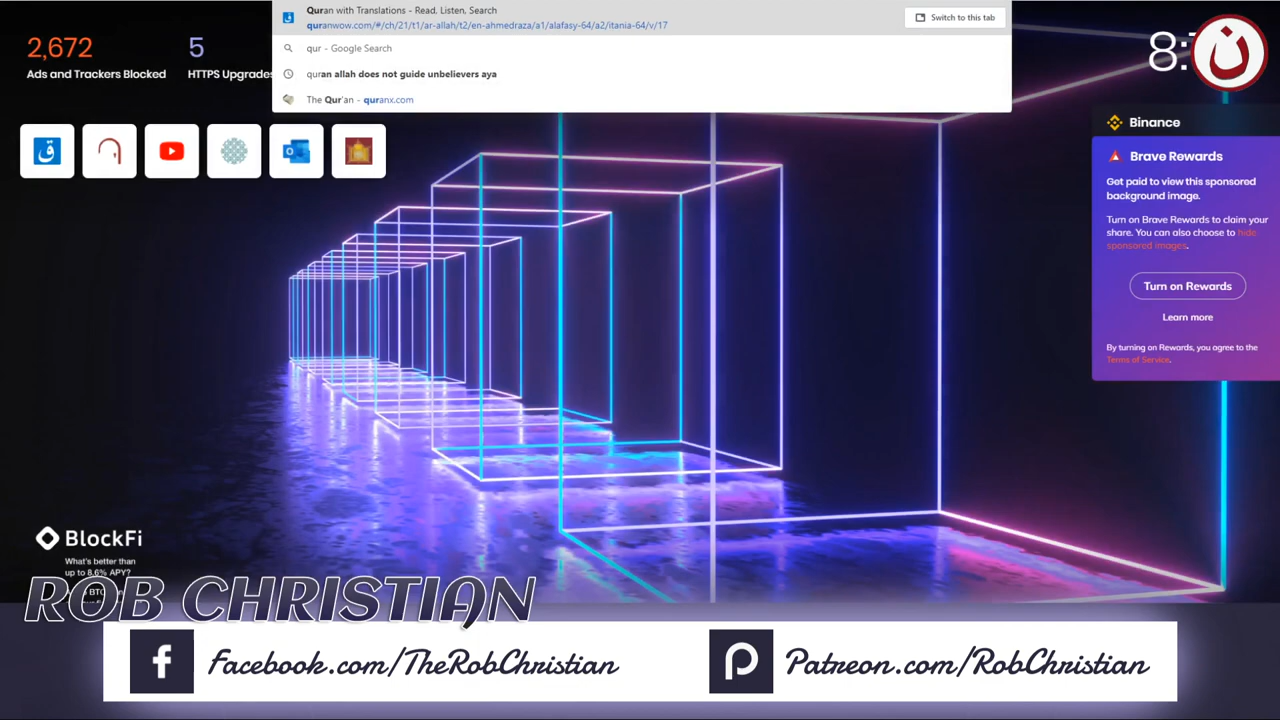 Quran with Translations - Read, Listen, Search
quranwow.com/#/ch/21/t1/ar-allah/t2/en-ahmedraza/a1/alafasy-64/a2/itania-64/v/17
Switch to this tab
qur - Google Search
quran allah does not guide unbelievers aya
The Qur'an - quranx.com
2,672
Ads and Trackers Blocked
5
HTTPS Upgrades
8:
ن
ق
Binance
Brave Rewards
Get paid to view this sponsored
background image.
Turn on Brave Rewards to claim your
share. You can also choose to hide
sponsored images.
Turn on Rewards
Learn more
By turning on Rewards, you agree to the
Terms of Service.
BlockFi
What's better than
up to 8.6% APY?
ROB CHRISTIAN
Facebook.com/TheRobChristian
Patreon.com/RobChristian